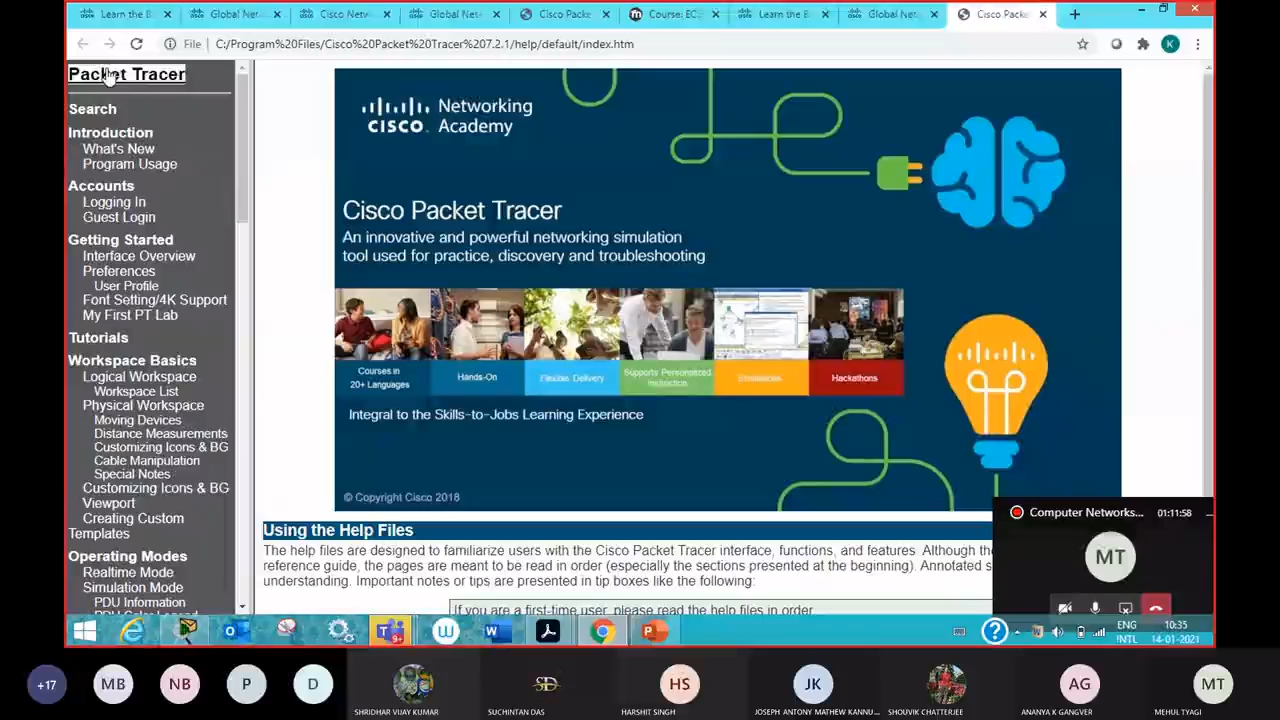 Learn the B
Global Net
Cisco Netw
Global Net
Cisco Packe
Course: EC
Learn the B
Global Net
Cisco Packe
File
C:/Program%20Files/Cisco%20Packet%20Tracer%207.2.1/help/default/index.htm
K
Packet Tracer
Search
Introduction
What's New
Program Usage
Accounts
Logging In
Guest Login
Getting Started
Interface Overview
Preferences
User Profile
Font Setting/4K Support
My First PT Lab
Tutorials
Workspace Basics
Logical Workspace
Workspace List
Physical Workspace
Moving Devices
Distance Measurements
Customizing Icons & BG
Cable Manipulation
Special Notes
Customizing Icons & BG
Viewport
Creating Custom
Templates
Operating Modes
Realtime Mode
Simulation Mode
PDU Information
CISCO
Networking
Academy
Cisco Packet Tracer
An innovative and powerful networking simulation
tool used for practice, discovery and troubleshooting
Courses in
20+ Languages
Hands-On
Flexible Delivery
Supports Personalized
Instruction
Hackathons
Integral to the Skills-to-Jobs Learning Experience
© Copyright Cisco 2018
Using the Help Files
The help files are designed to familiarize users with the Cisco Packet Tracer interface, functions, and features. Although th
reference guide, the pages are meant to be read in order (especially the sections presented at the beginning). Annotated s
understanding. Important notes or tips are presented in tip boxes like the following:
If you are a first-time user, please read the help files in order
Computer Networks...
01:11:58
MT
9+
ENG
INTL
10:35
14-01-2021
+17
MB
NB
P
D
SD
HS
JK
AG
MT
SHRIDHAR VIJAY KUMAR
SUCHINTAN DAS
HARSHIT SINGH
JOSEPH ANTONY MATHEW KANNU...
SHOUVIK CHATTERJEE
ANANYA K GANGVER
MEHUL TYAGI